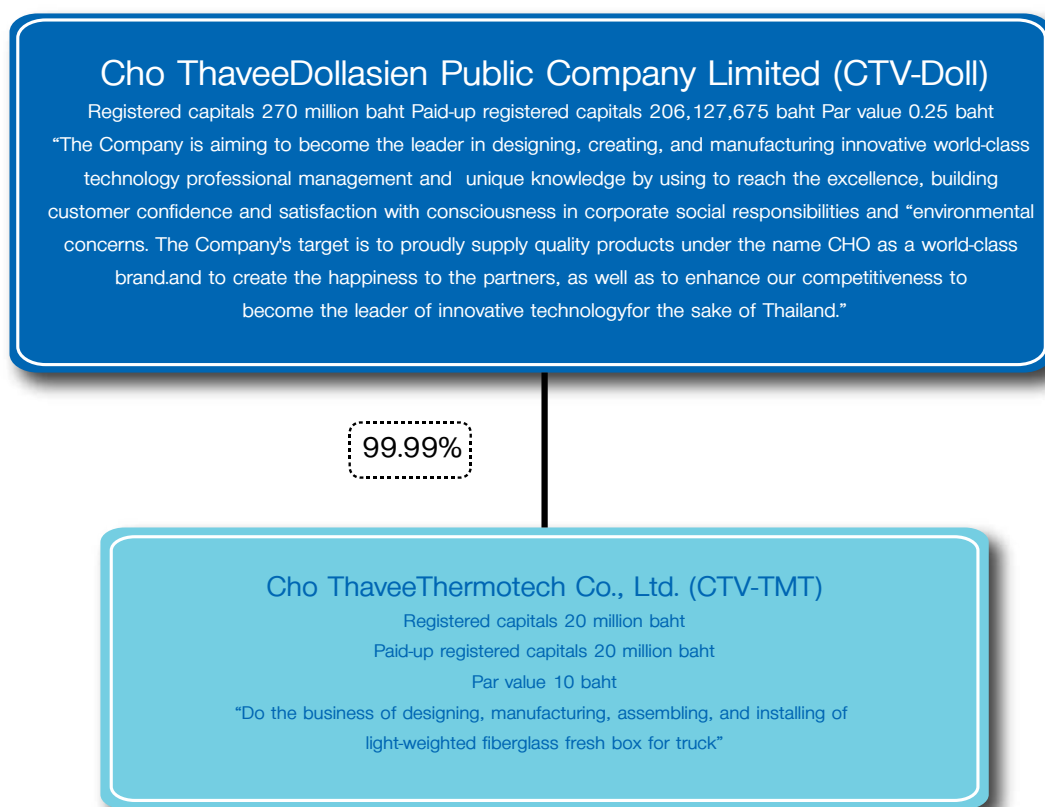 Cho ThaveeDollasien Public Company Limited (CTV-Doll)
Registered capitals 270 million baht Paid-up registered capitals 206,127,675 baht Par value 0.25 baht
“The Company is aiming to become the leader in designing, creating, and manufacturing innovative world-class
technology professional management and unique knowledge by using to reach the excellence, building
customer confidence and satisfaction with consciousness in corporate social responsibilities and “environmental
concerns. The Company's target is to proudly supply quality products under the name CHO as a world-class
brand.and to create the happiness to the partners, as well as to enhance our competitiveness to
become the leader of innovative technologyfor the sake of Thailand.”
99.99%
Cho ThaveeThermotech Co., Ltd. (CTV-TMT)
Registered capitals 20 million baht
Paid-up registered capitals 20 million baht
Par value 10 baht
“Do the business of designing, manufacturing, assembling, and installing of
light-weighted fiberglass fresh box for truck”